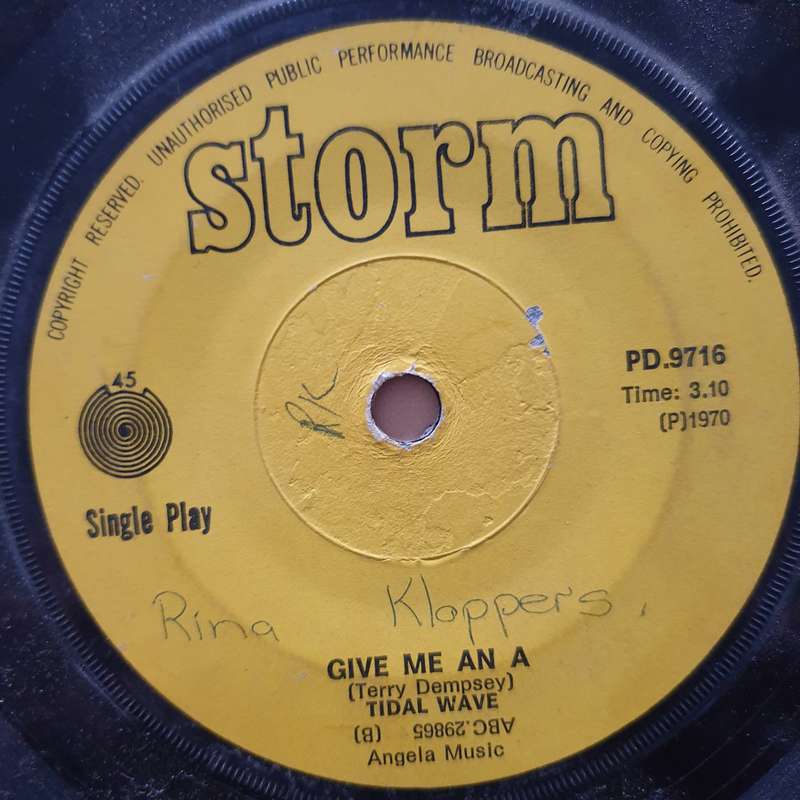 COPYRIGHT RESERVED. UNAUTHORISED PUBLIC PERFORMANCE BROADCASTING AND COPYING PROHIBITED.
storm
PD.9716
Time: 3.10
(P)1970
45
Single Play
RK
Rina Kloppers.
GIVE ME AN A
(Terry Dempsey)
TIDAL WAVE
(B) ABC.29865
Angela Music